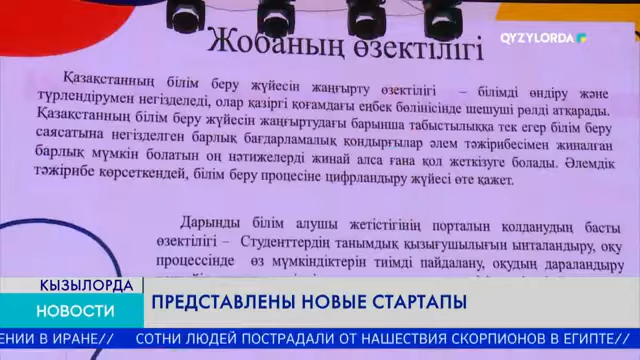 QYZYLORDA
Жобаның өзектілігі
Қазақстанның білім беру жүйесін жаңғырту өзектілігі – білімді өндіру және
түрлендірумен негізделеді, олар қазіргі қоғамдағы еңбек бөлінісінде шешуші рөлді атқарады.
Қазақстанның білім беру жүйесін жаңғыртудағы барынша табыстылыққа тек егер білім беру
саясатына негізделген барлық бағдарламалық қондырғылар әлем тәжірибесімен жиналған
барлық мүмкін болатын оң нәтижелерді жинай алса ғана қол жеткізуге болады. Әлемдік
тәжірибе көрсеткендей, білім беру процесіне цифрландыру жүйесі өте қажет.
Дарынды білім алушы жетістігінің порталын қолданудың басты
өзектілігі – Студенттердің танымдық қызығушылығын ынталандыру, оқу
процессінде өз мүмкіндіктерін тиімді пайдалану, оқудың дараландыру
КЫЗЫЛОРДА
НОВОСТИ
ПРЕДСТАВЛЕНЫ НОВЫЕ СТАРТАПЫ
ЕНИИ В ИРАНЕ// СОТНИ ЛЮДЕЙ ПОСТРАДАЛИ ОТ НАШЕСТВИЯ СКОРПИОНОВ В ЕГИПТЕ//